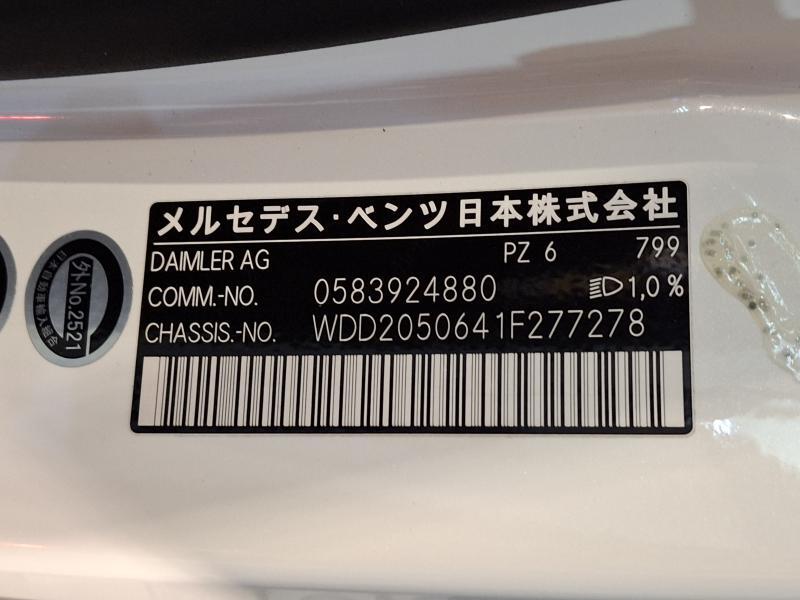 メルセデス・ベンツ日本株式会社
DAIMLER AG PZ 6 799
COMM.-NO. 0583924880 1,0 %
CHASSIS.-NO. WDD2050641F277278
外No.2521